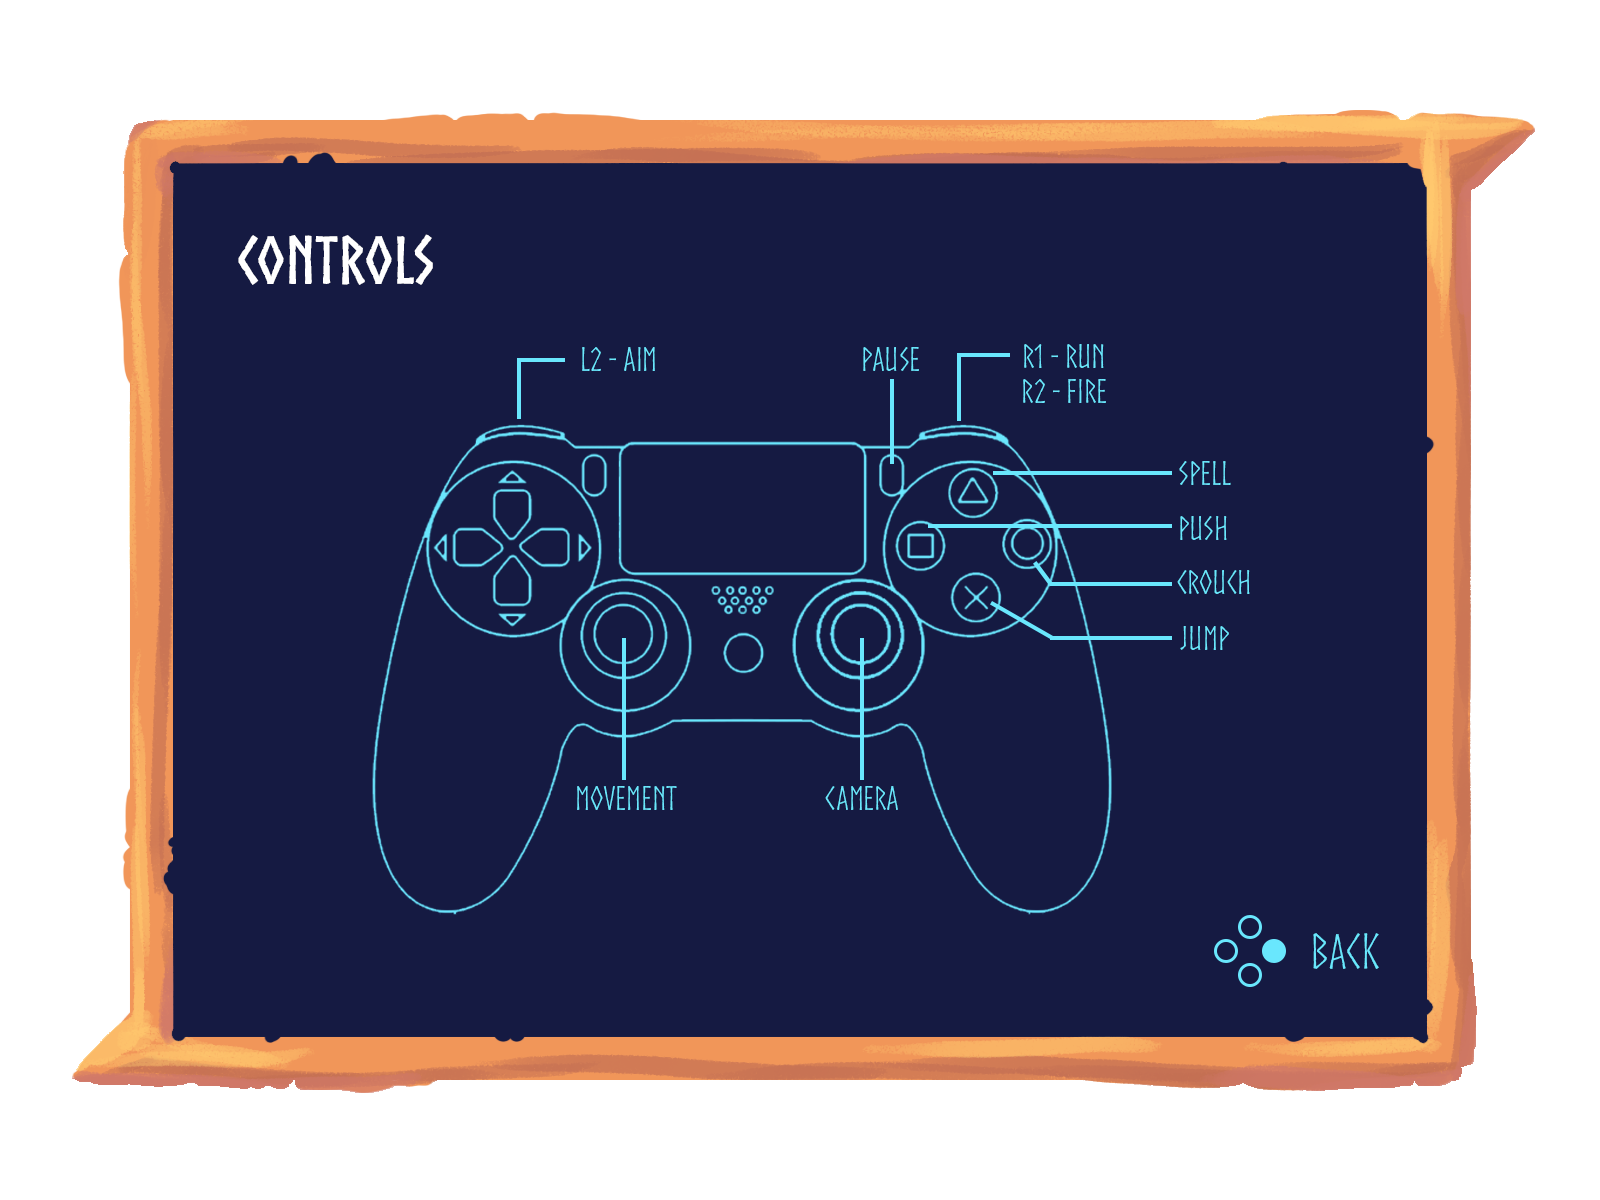 CONTROLS
L2 - AIM
PAUSE
R1 - RUN
R2 - FIRE
SPELL
PUSH
CROUCH
JUMP
MOVEMENT
CAMERA
BACK